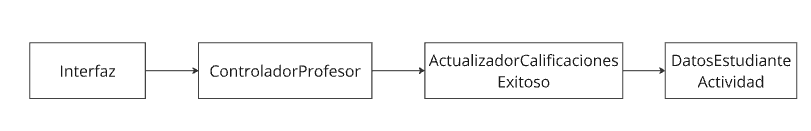 Interfaz
ControladorProfesor
ActualizadorCalificaciones
Exitoso
DatosEstudiante
Actividad